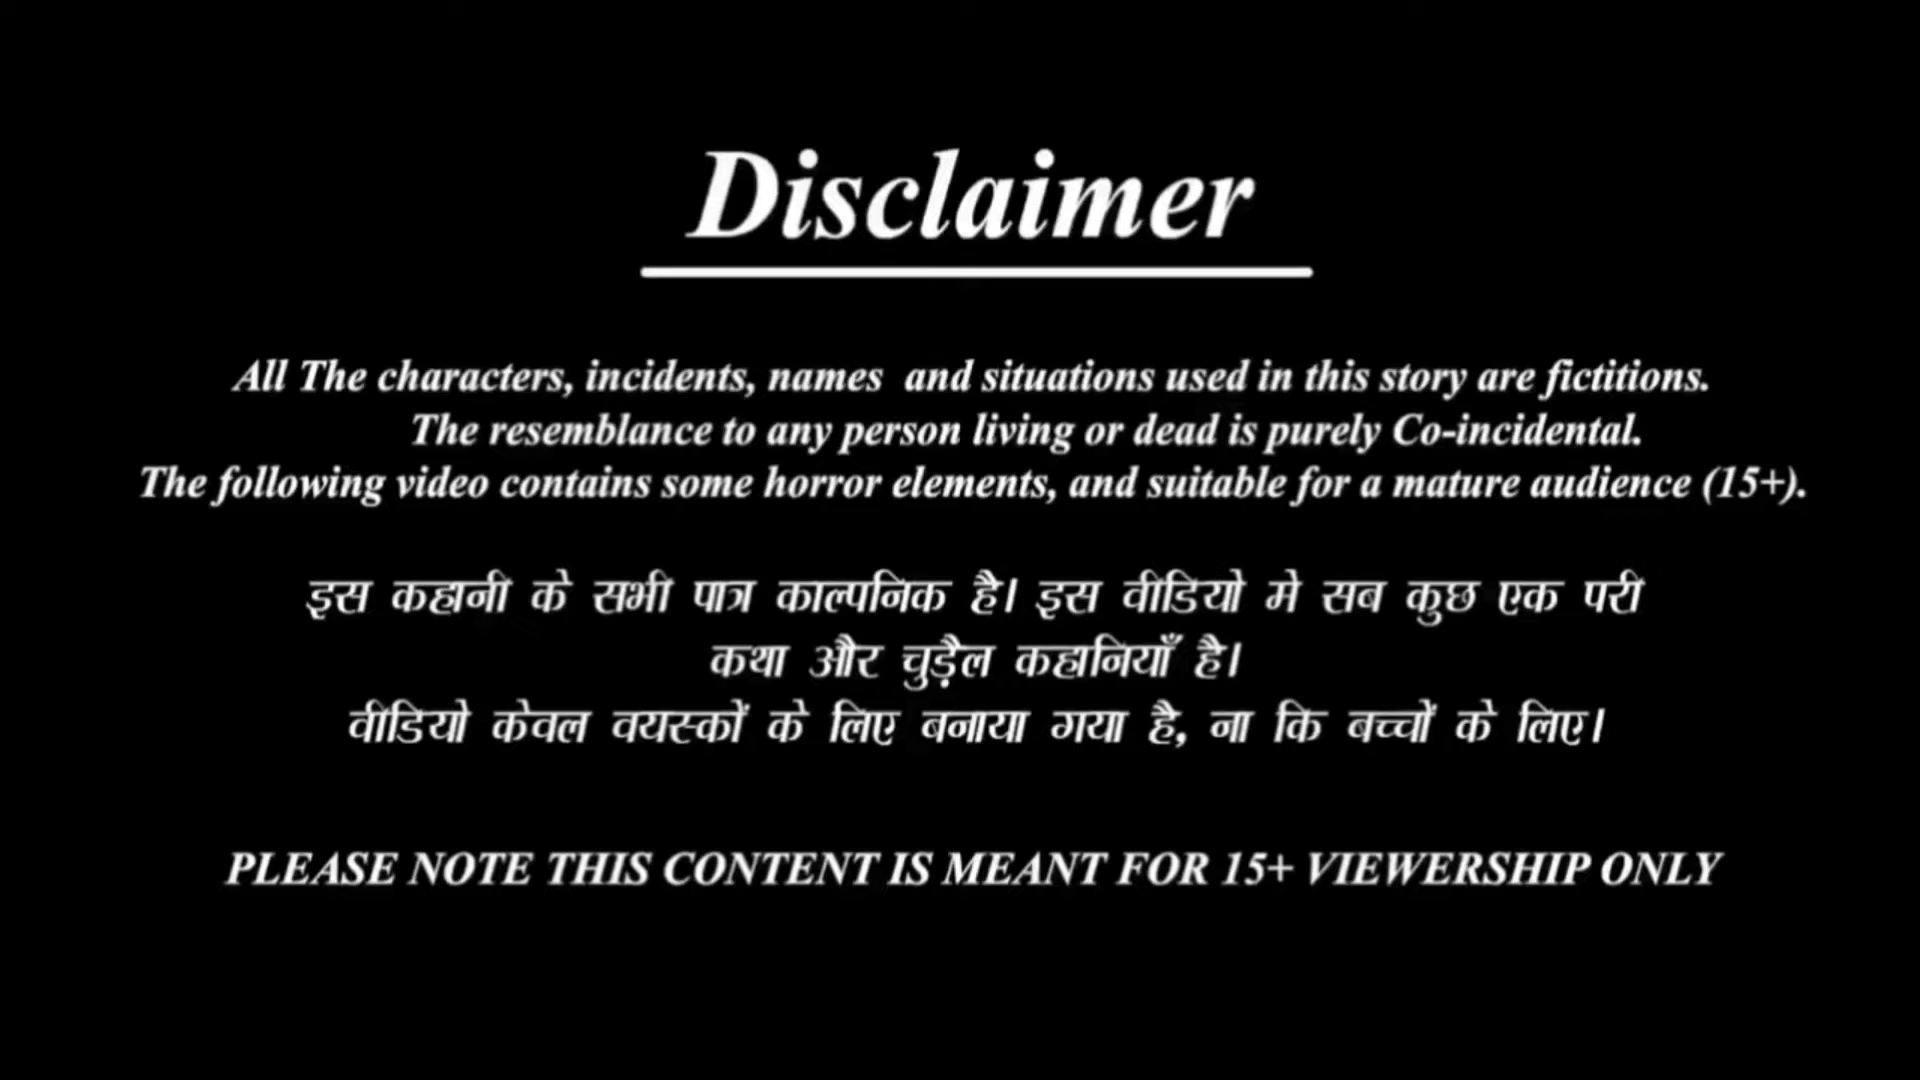 Disclaimer
All The characters, incidents, names and situations used in this story are fictitions.
The resemblance to any person living or dead is purely Co-incidental.
The following video contains some horror elements, and suitable for a mature audience (15+).
इस कहानी के सभी पात्र काल्पनिक है। इस वीडियो मे सब कुछ एक परी
कथा और चुड़ैल कहानियाँ है।
वीडियो केवल वयस्कों के लिए बनाया गया है, ना कि बच्चों के लिए।
PLEASE NOTE THIS CONTENT IS MEANT FOR 15+ VIEWERSHIP ONLY